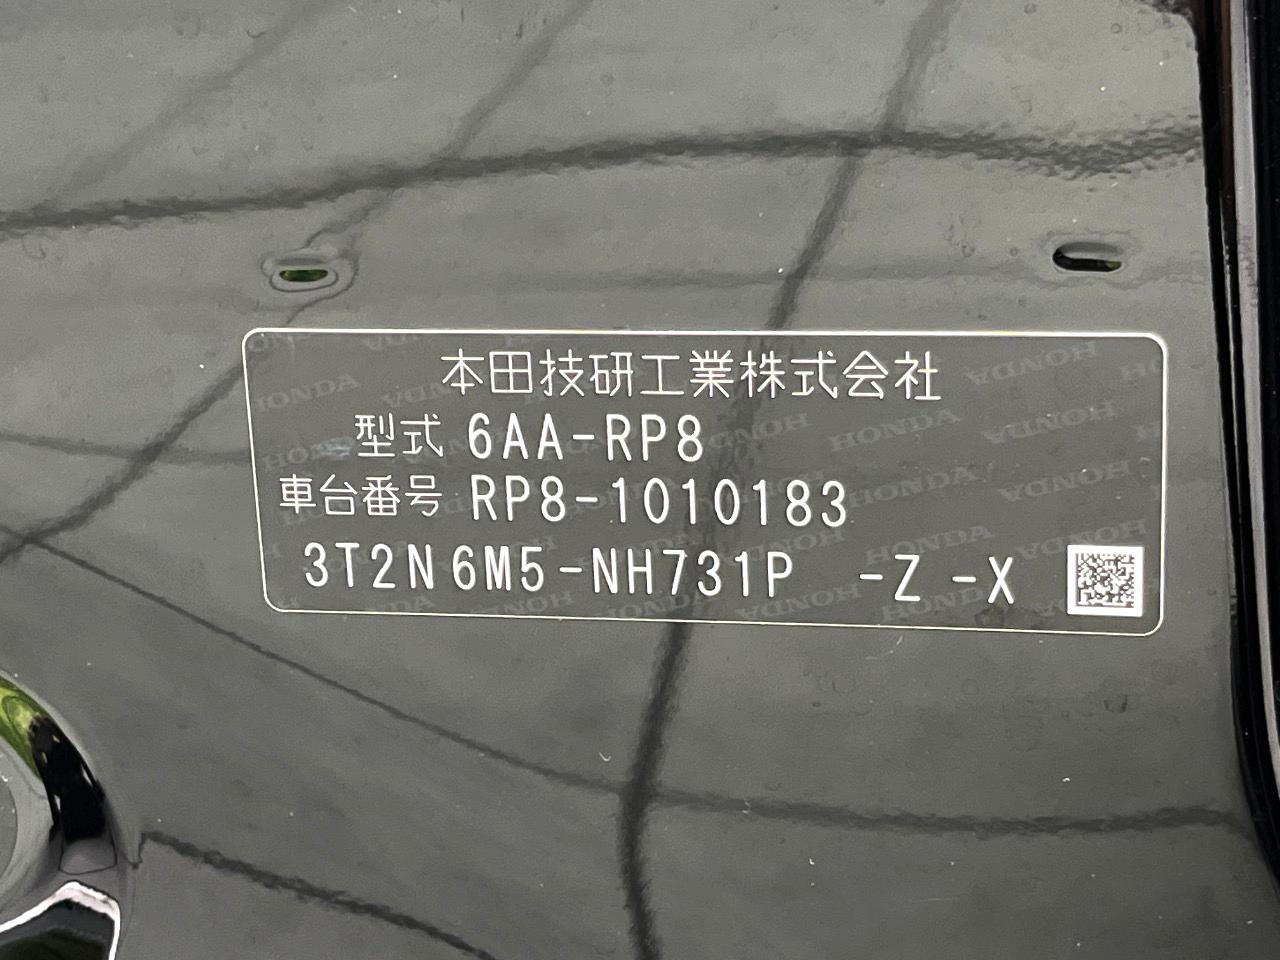 本田技研工業株式会社
型式 6AA-RP8
車台番号 RP8-1010183
3T2N6M5-NH731P -Z -X